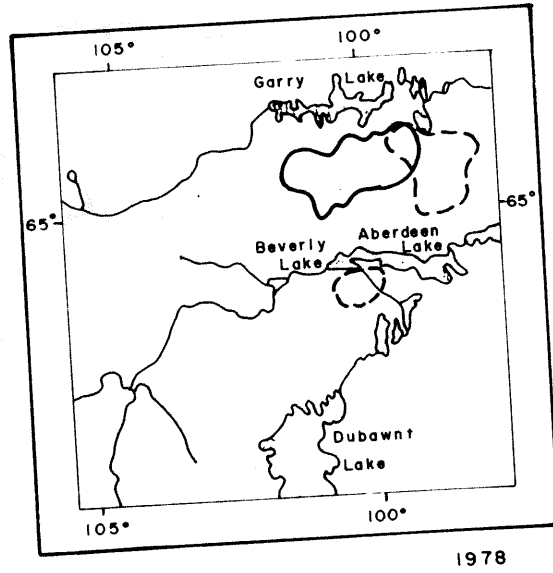 105° 100°
Garry Lake
65° 65°
Aberdeen
Beverly Lake
Lake
Dubawnt
Lake
105° 100°
1978